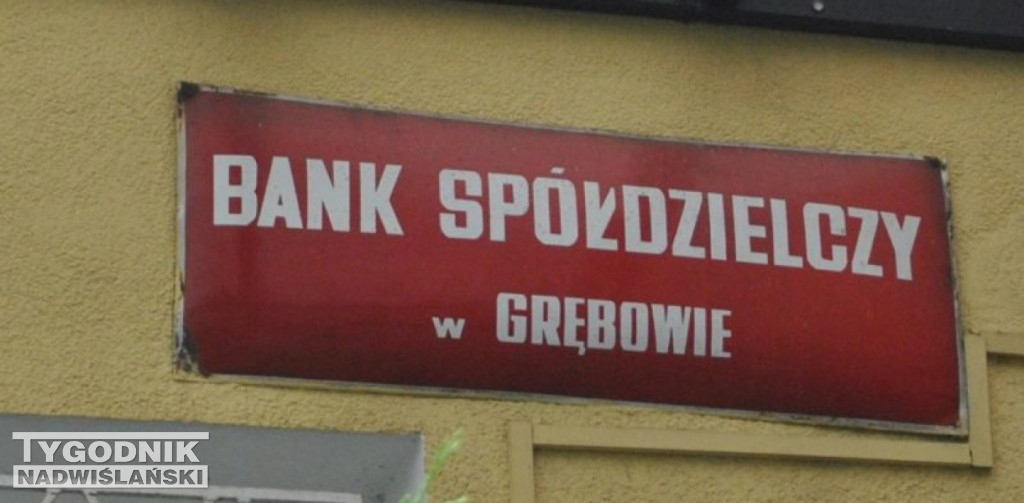 BANK SPÓŁDZIELCZY
w GRĘBOWIE
TYGODNIK
NADWIŚLAŃSKI